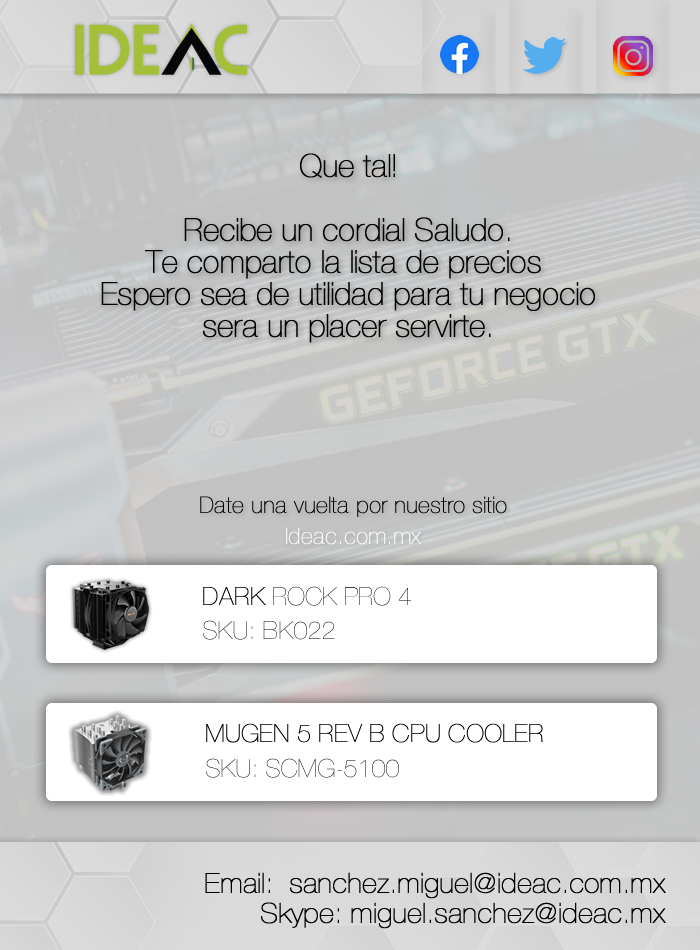 IDEAC
Que tal!
Recibe un cordial Saludo.
Te comparto la lista de precios
Espero sea de utilidad para tu negocio
sera un placer servirte.
GEFORCE GTX
Date una vuelta por nuestro sitio
Ideac.com.mx
GTX
DARK ROCK PRO 4
SKU: BK022
MUGEN 5 REV B CPU COOLER
SKU: SCMG-5100
Email: sanchez.miguel@ideac.com.mx
Skype: miguel.sanchez@ideac.mx